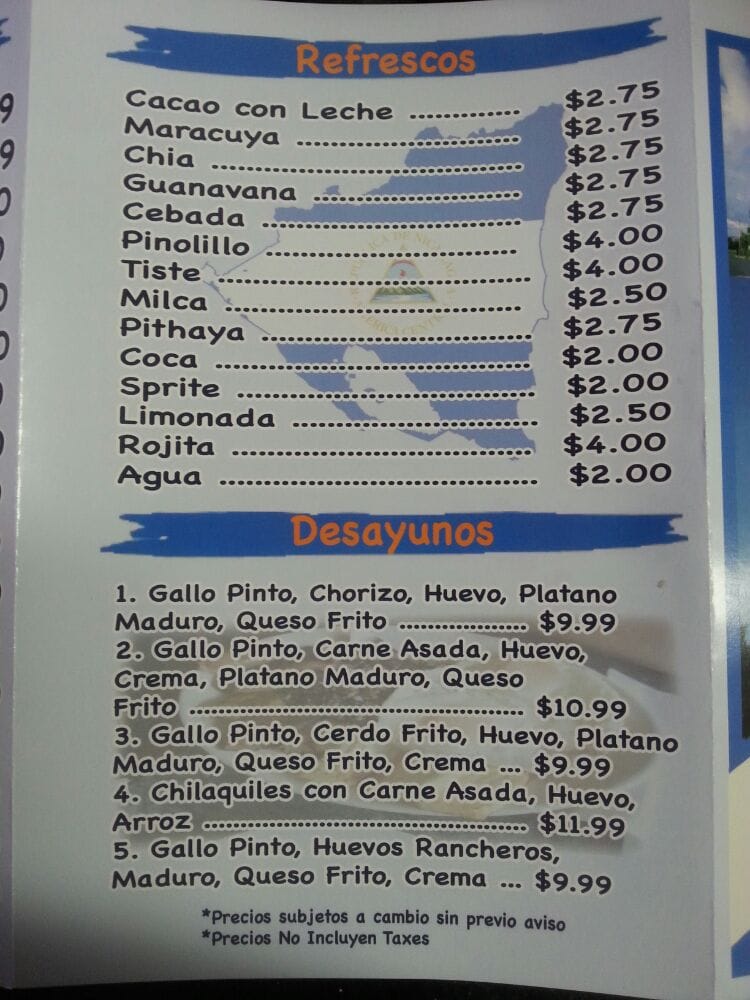 Refrescos
Cacao con Leche ............. $2.75
Maracuya ........................... $2.75
Chia ..................................... $2.75
Guanavana ......................... $2.75
Cebada ............................... $2.75
Pinolillo ............................... $4.00
Tiste ..................................... $4.00
Milca ..................................... $2.50
Pithaya ................................ $2.75
Coca ..................................... $2.00
Sprite ................................... $2.00
Limonada ............................ $2.50
Rojita ................................... $4.00
Agua ..................................... $2.00
Desayunos
1. Gallo Pinto, Chorizo, Huevo, Platano
Maduro, Queso Frito ................... $9.99
2. Gallo Pinto, Carne Asada, Huevo,
Crema, Platano Maduro, Queso
Frito .................................................. $10.99
3. Gallo Pinto, Cerdo Frito, Huevo, Platano
Maduro, Queso Frito, Crema ... $9.99
4. Chilaquiles con Carne Asada, Huevo,
Arroz ................................................ $11.99
5. Gallo Pinto, Huevos Rancheros,
Maduro, Queso Frito, Crema ... $9.99
*Precios subjetos a cambio sin previo aviso
*Precios No Incluyen Taxes